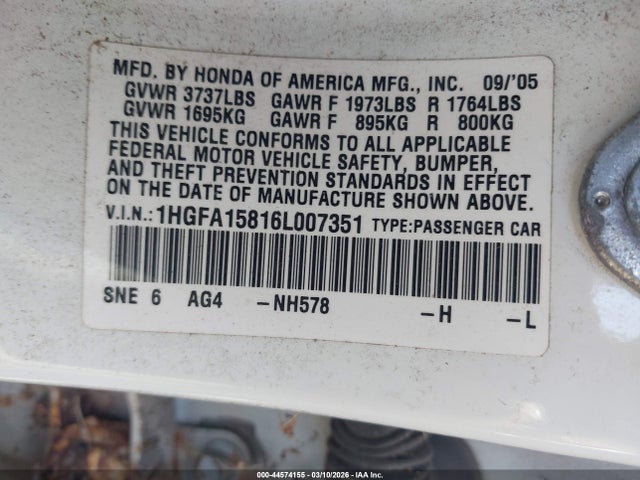 MFD. BY HONDA OF AMERICA MFG., INC. 09/'05
GVWR 3737LBS GAWR F 1973LBS R 1764LBS
GVWR 1695KG GAWR F 895KG R 800KG
THIS VEHICLE CONFORMS TO ALL APPLICABLE
FEDERAL MOTOR VEHICLE SAFETY, BUMPER,
AND THEFT PREVENTION STANDARDS IN EFFECT
ON THE DATE OF MANUFACTURE SHOWN ABOVE.
V.I.N.:1HGFA15816L007351 TYPE:PASSENGER CAR
SNE 6 AG4 -NH578 -H -L
000-44574155 - 03/10/2026 - IAAI, Inc.